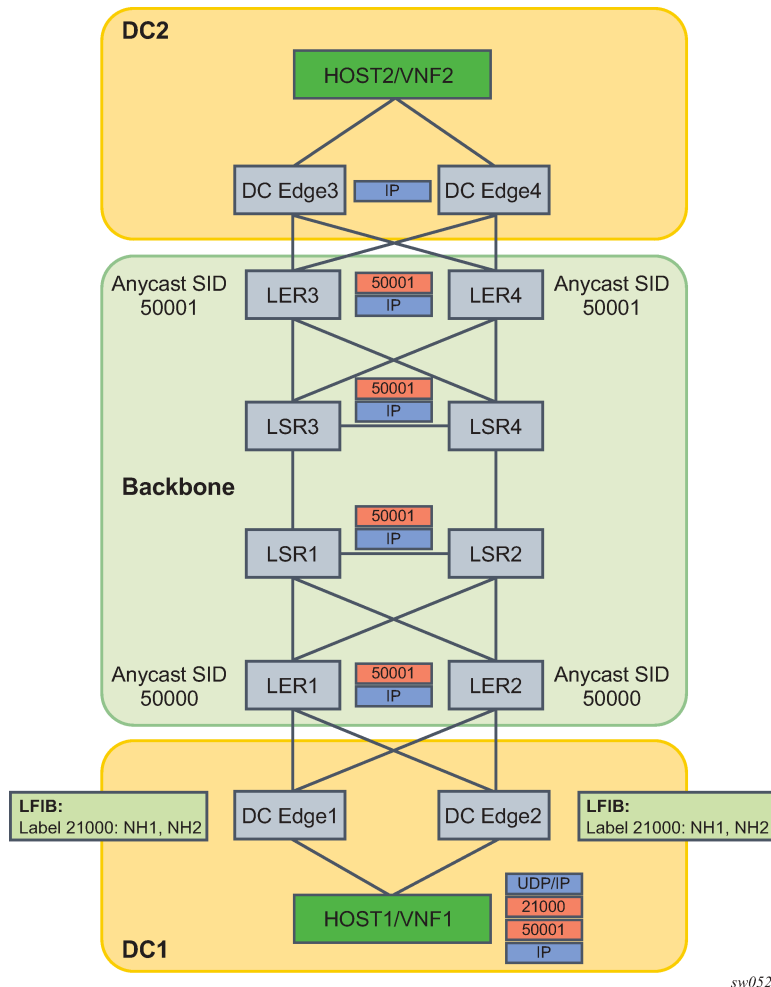 DC2
HOST2/VNF2
DC Edge3
IP
DC Edge4
Anycast SID
50001
LER3
50001
IP
LER4
Anycast SID
50001
LSR3
50001
IP
LSR4
Backbone
LSR1
50001
IP
LSR2
Anycast SID
50000
LER1
50001
IP
LER2
Anycast SID
50000
LFIB:
Label 21000: NH1, NH2
DC Edge1
DC Edge2
LFIB:
Label 21000: NH1, NH2
HOST1/VNF1
UDP/IP
21000
50001
IP
DC1
sw052